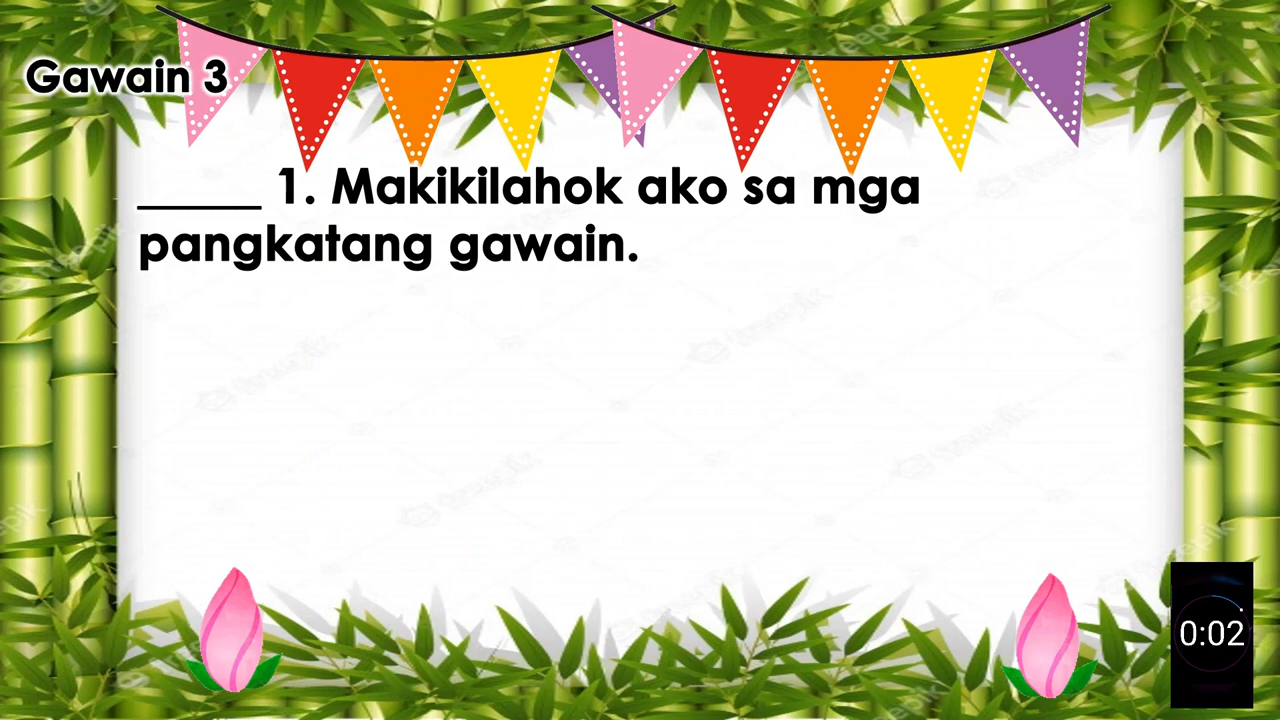 Gawain 3
_____ 1. Makikilahok ako sa mga
pangkatang gawain.
0:02